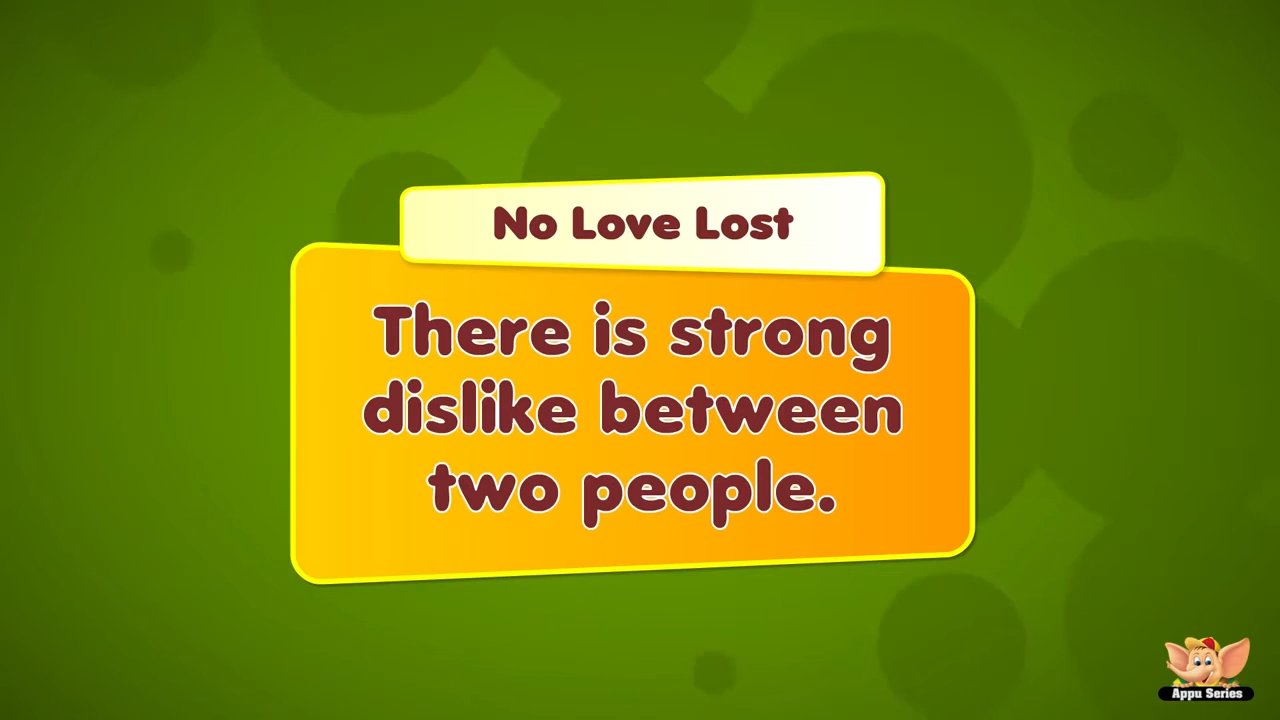 No Love Lost
There is strong
dislike between
two people.
Appu Series